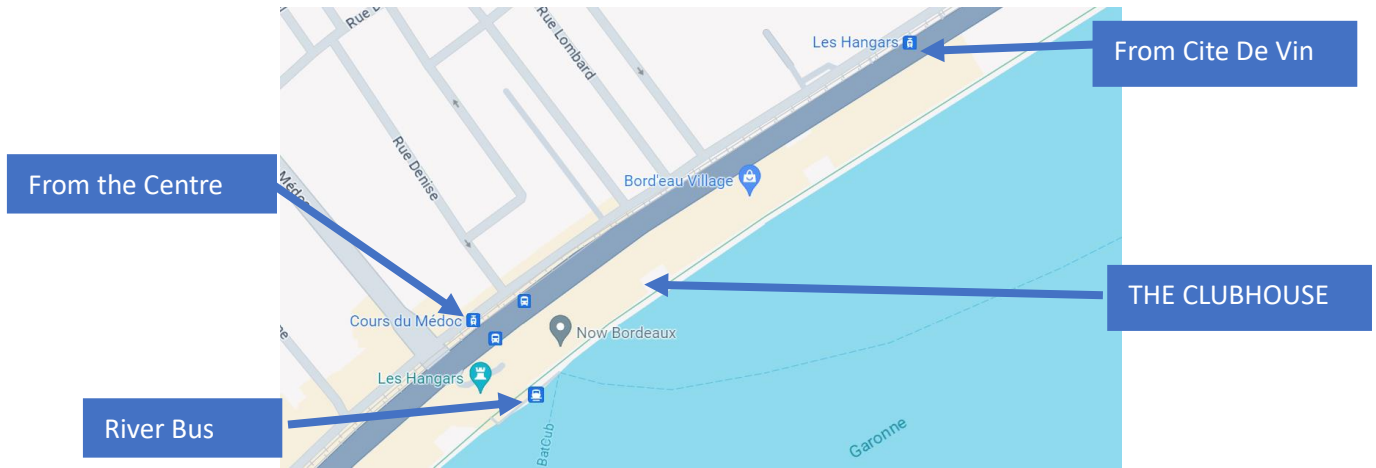 Rue Lombard
Les Hangars
From Cite De Vin
Rue Denise
Bord'eau Village
From the Centre
Médoc
THE CLUBHOUSE
Cours du Médoc
Now Bordeaux
Les Hangars
River Bus
BatCub
Garonne